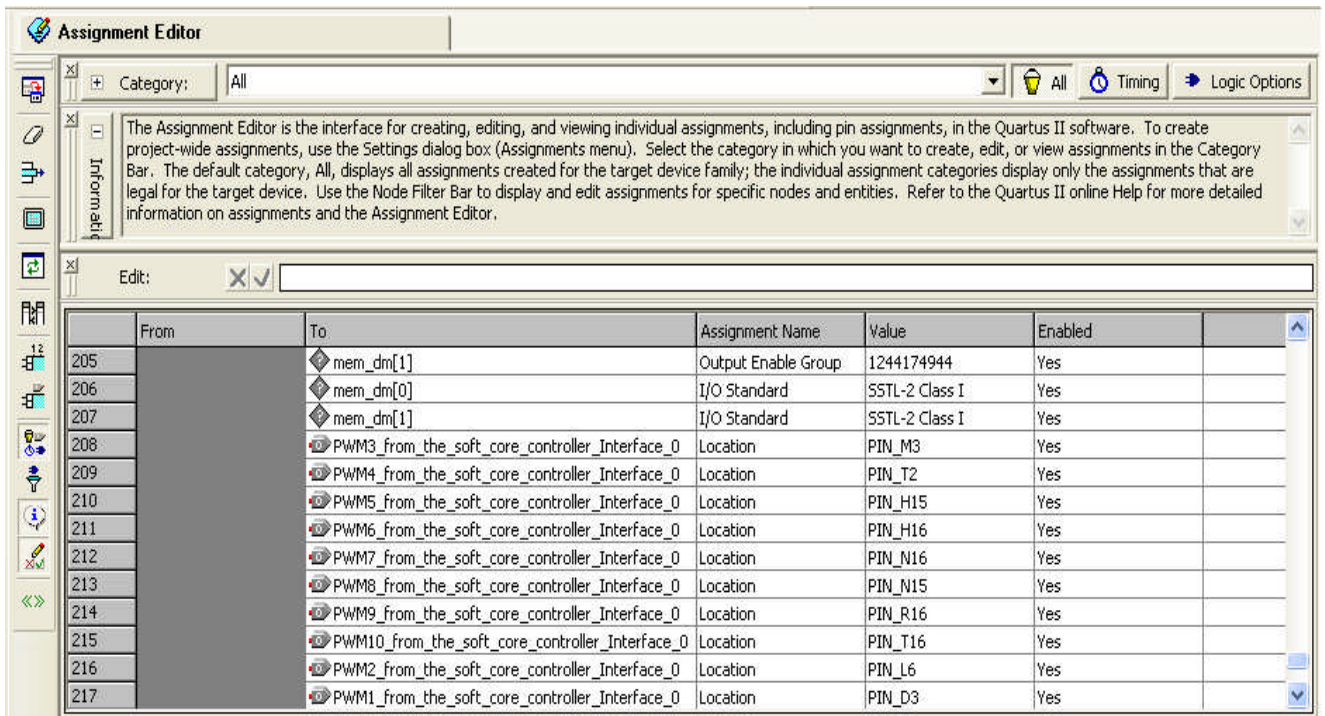 Assignment Editor
Category: All All Timing Logic Options
The Assignment Editor is the interface for creating, editing, and viewing individual assignments, including pin assignments, in the Quartus II software. To create
project-wide assignments, use the Settings dialog box (Assignments menu). Select the category in which you want to create, edit, or view assignments in the Category
Bar. The default category, All, displays all assignments created for the target device family; the individual assignment categories display only the assignments that are
legal for the target device. Use the Node Filter Bar to display and edit assignments for specific nodes and entities. Refer to the Quartus II online Help for more detailed
information on assignments and the Assignment Editor.
Informatic
Edit:
From To Assignment Name Value Enabled
205 mem_dm[1] Output Enable Group 1244174944 Yes
206 mem_dm[0] I/O Standard SSTL-2 Class I Yes
207 mem_dm[1] I/O Standard SSTL-2 Class I Yes
208 PWM3_from_the_soft_core_controller_Interface_0 Location PIN_M3 Yes
209 PWM4_from_the_soft_core_controller_Interface_0 Location PIN_T2 Yes
210 PWM5_from_the_soft_core_controller_Interface_0 Location PIN_H15 Yes
211 PWM6_from_the_soft_core_controller_Interface_0 Location PIN_H16 Yes
212 PWM7_from_the_soft_core_controller_Interface_0 Location PIN_N16 Yes
213 PWM8_from_the_soft_core_controller_Interface_0 Location PIN_N15 Yes
214 PWM9_from_the_soft_core_controller_Interface_0 Location PIN_R16 Yes
215 PWM10_from_the_soft_core_controller_Interface_0 Location PIN_T16 Yes
216 PWM2_from_the_soft_core_controller_Interface_0 Location PIN_L6 Yes
217 PWM1_from_the_soft_core_controller_Interface_0 Location PIN_D3 Yes